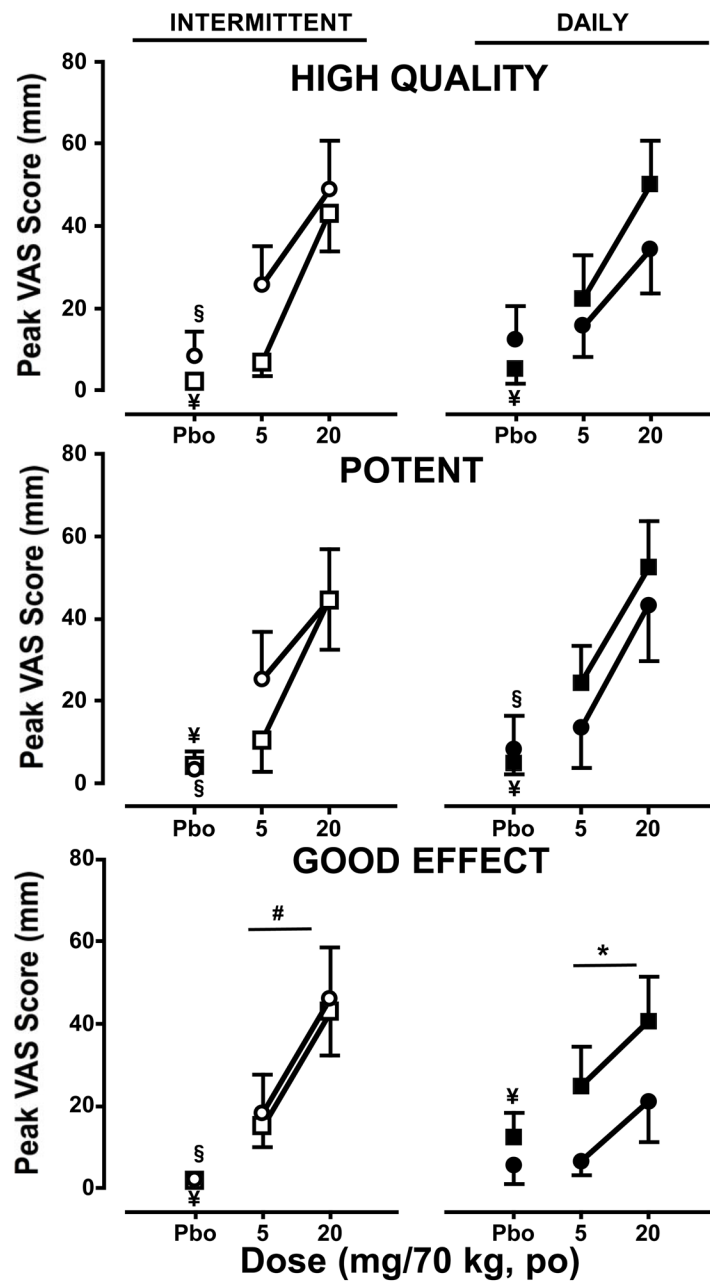 INTERMITTENT DAILY
HIGH QUALITY
Peak VAS Score (mm)
80
60
40
20
0
§
¥
¥
Pbo 5 20 Pbo 5 20
POTENT
Peak VAS Score (mm)
80
60
40
20
0
¥
§
§
¥
Pbo 5 20 Pbo 5 20
GOOD EFFECT
Peak VAS Score (mm)
80
60
40
20
0
# *
§
¥
¥
Pbo 5 20 Pbo 5 20
Dose (mg/70 kg, po)